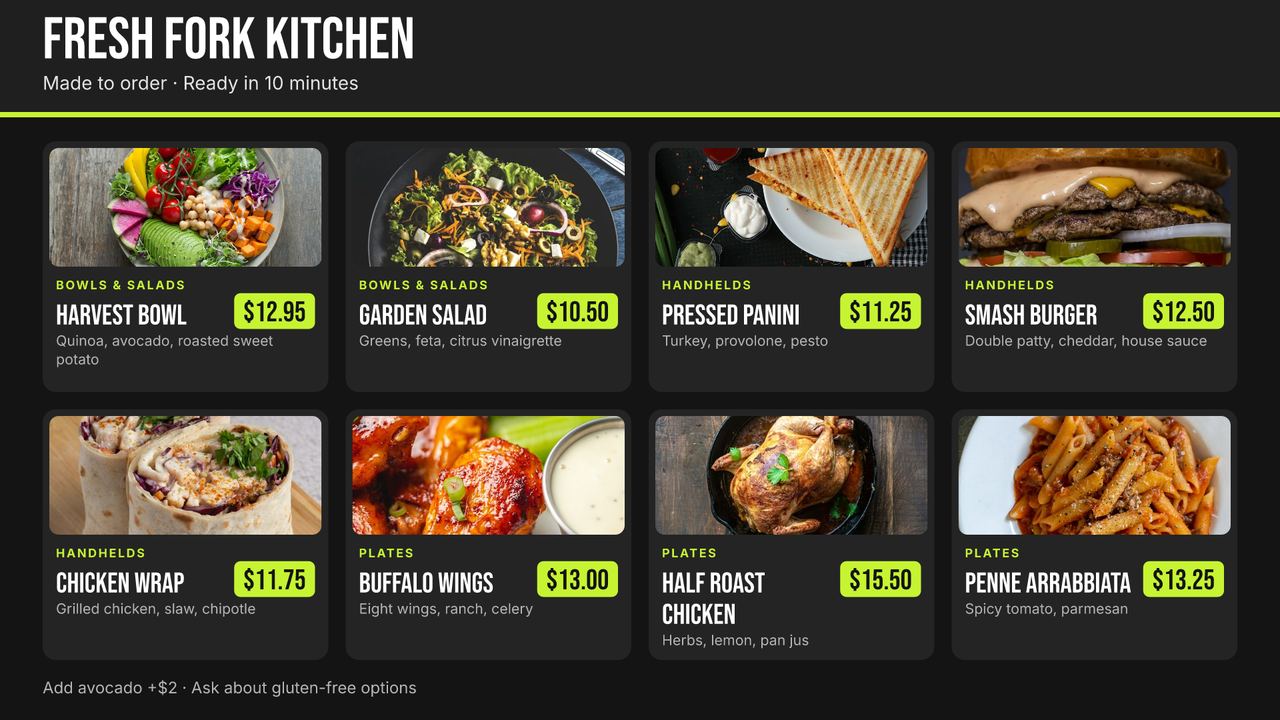 FRESH FORK KITCHEN
Made to order · Ready in 10 minutes
BOWLS & SALADS
HARVEST BOWL
$12.95
Quinoa, avocado, roasted sweet
potato
BOWLS & SALADS
GARDEN SALAD
$10.50
Greens, feta, citrus vinaigrette
HANDHELDS
PRESSED PANINI
$11.25
Turkey, provolone, pesto
HANDHELDS
SMASH BURGER
$12.50
Double patty, cheddar, house sauce
HANDHELDS
CHICKEN WRAP
$11.75
Grilled chicken, slaw, chipotle
PLATES
BUFFALO WINGS
$13.00
Eight wings, ranch, celery
PLATES
HALF ROAST
CHICKEN
$15.50
Herbs, lemon, pan jus
PLATES
PENNE ARRABBIATA
$13.25
Spicy tomato, parmesan
Add avocado +$2 · Ask about gluten-free options